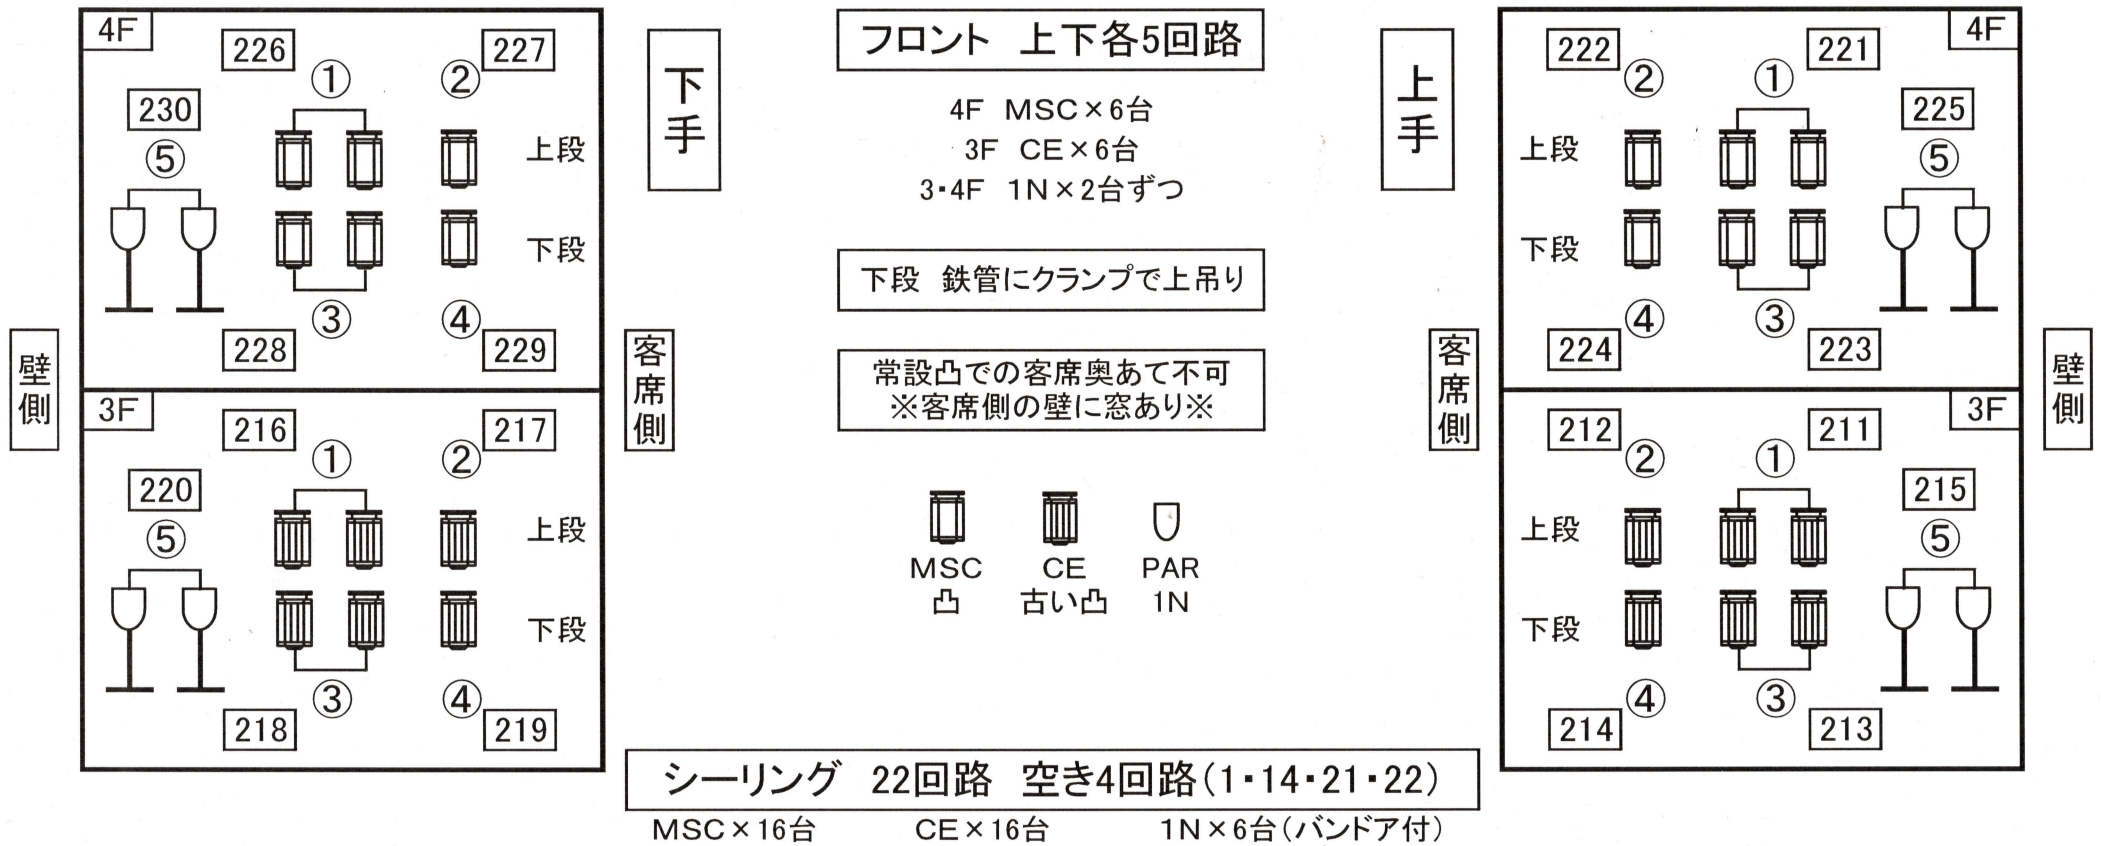 4F
226
227
①
②
230
⑤
上段
下段
③
④
228
229
3F
216
217
①
②
220
⑤
上段
下段
③
④
218
219
壁側
下手
客席側
フロント 上下各5回路
4F MSC×6台
3F CE×6台
3・4F 1N×2台ずつ
下段 鉄管にクランプで上吊り
常設凸での客席奥あて不可
※客席側の壁に窓あり※
MSC CE PAR
凸 古い凸 1N
上手
客席側
4F
222
221
②
①
225
⑤
上段
下段
④
③
224
223
3F
212
211
②
①
215
⑤
上段
下段
④
③
214
213
壁側
シーリング 22回路 空き4回路(1・14・21・22)
MSC×16台 CE×16台 1N×6台(バンドア付)